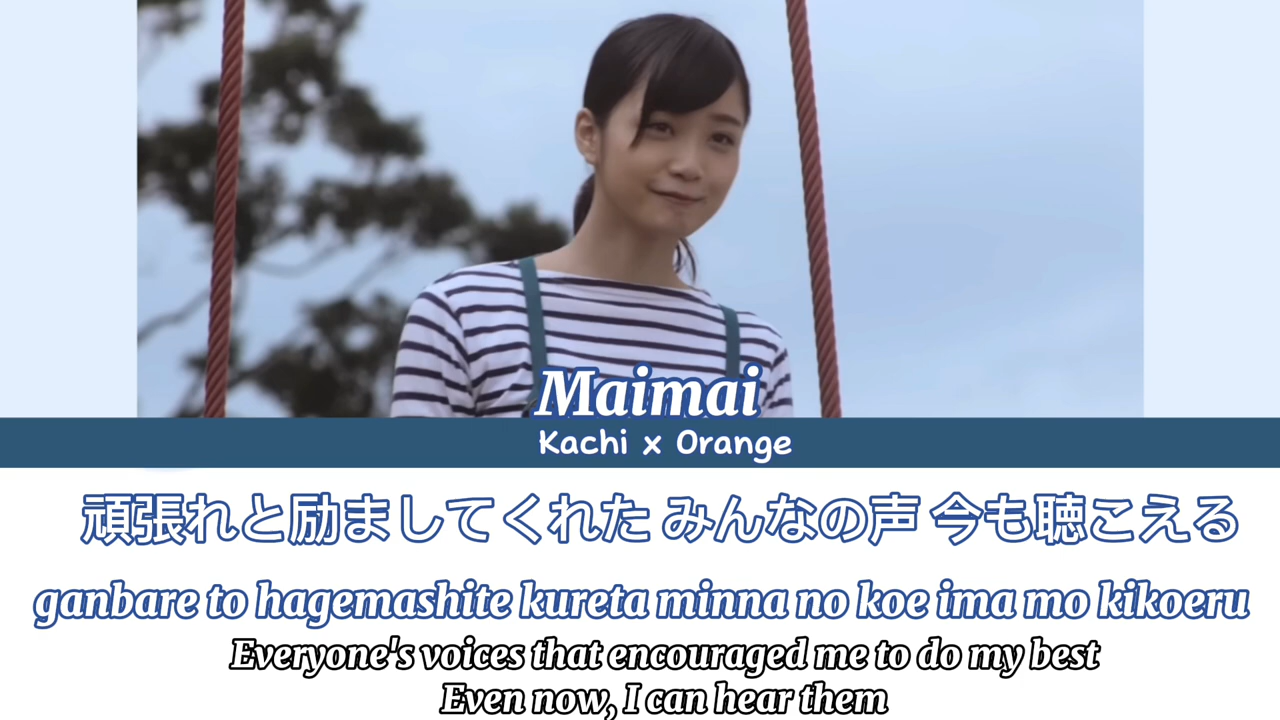 Maimai
Kachi x Orange
頑張れと励ましてくれた みんなの声 今も聴こえる
ganbare to hagemashite kureta minna no koe ima mo kikoeru
Everyone's voices that encouraged me to do my best
Even now, I can hear them